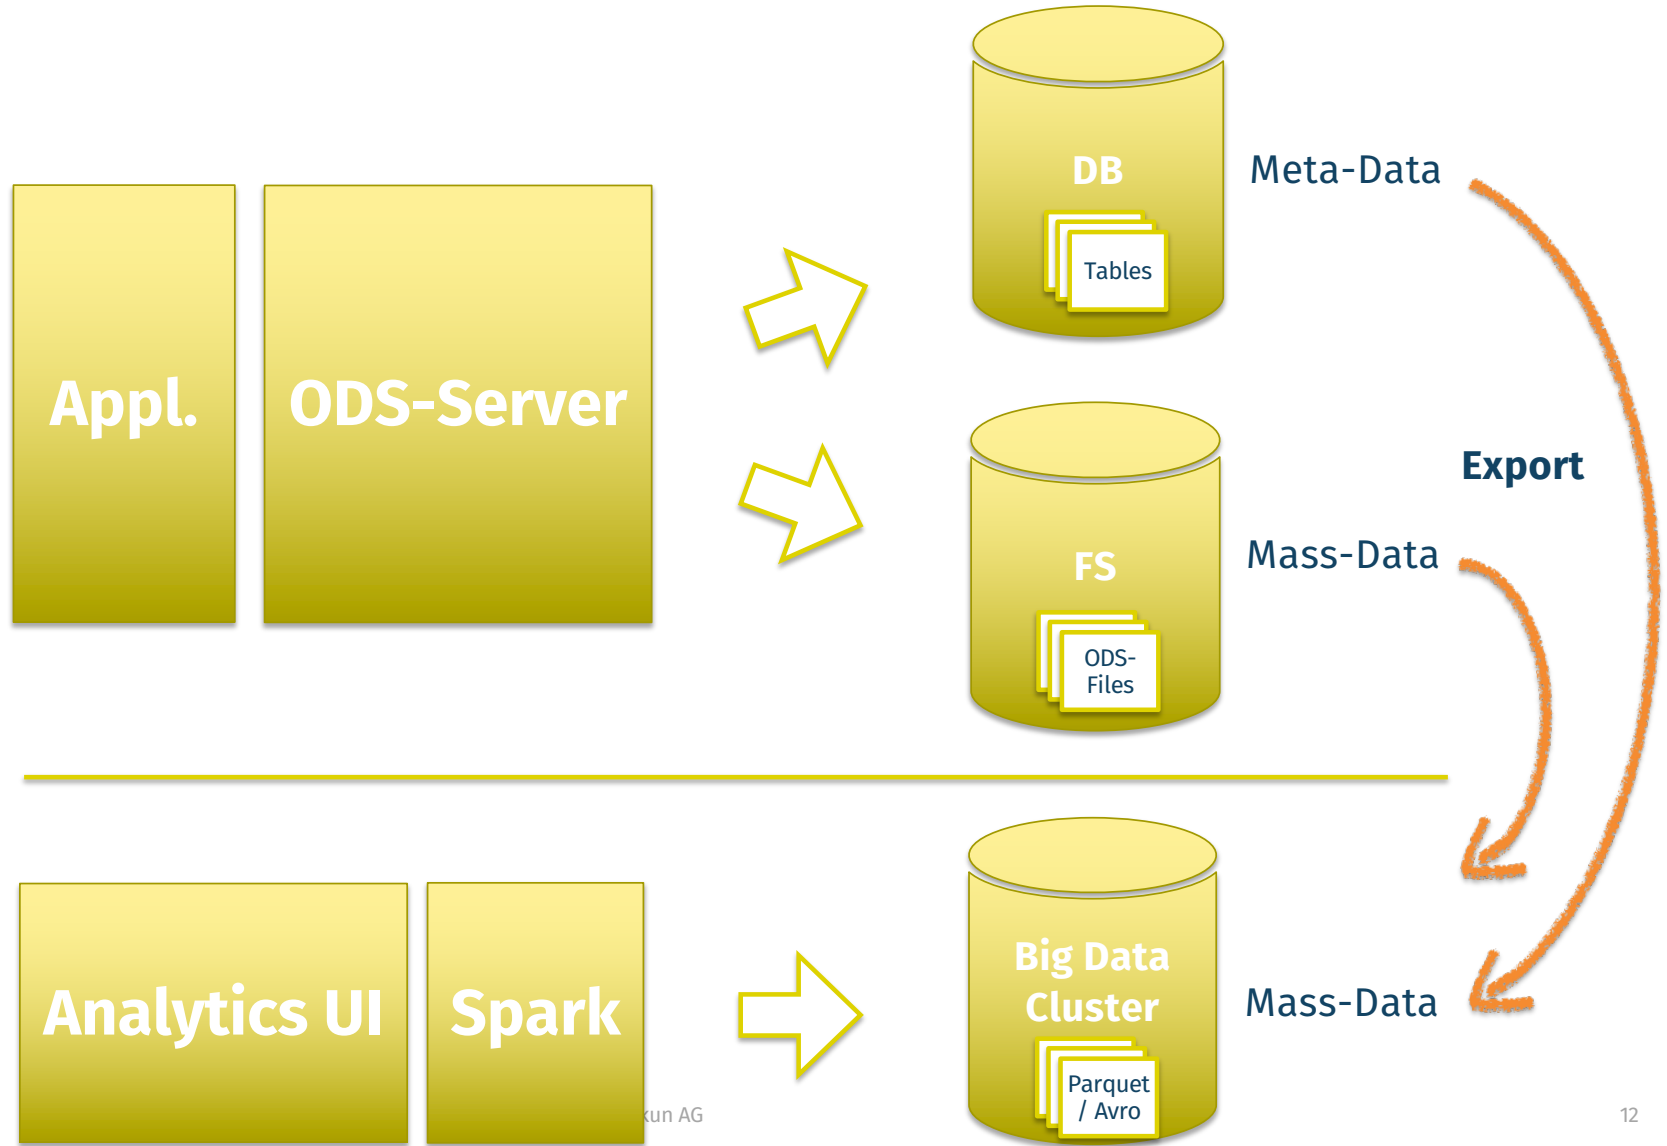 DB
Meta-Data
Tables
Appl.
ODS-Server
Export
FS
Mass-Data
ODS-
Files
Analytics UI
Spark
Big Data
Cluster
Mass-Data
Parquet
/ Avro
AG
12